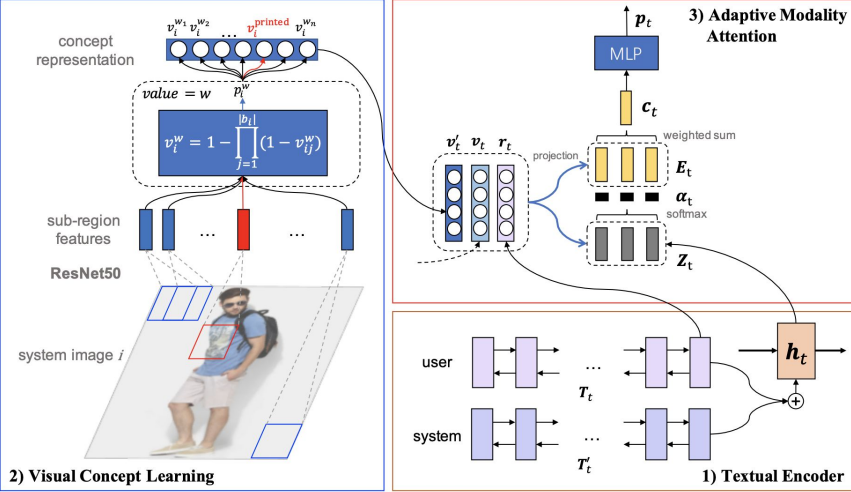 concept
representation
v_i^{w_1} v_i^{w_2} ... v_i^{printed} v_i^{w_n}
value = w
p_i^w
v_i^w = 1 - \prod_{j=1}^{|b_i|} (1 - v_{ij}^w)
sub-region
features
... ...
ResNet50
system image i
2) Visual Concept Learning
3) Adaptive Modality
Attention
p_t
MLP
c_t
weighted sum
v'_t v_t r_t
projection
E_t
α_t
softmax
Z_t
user
...
T_t
system
...
T'_t
h_t
+
1) Textual Encoder